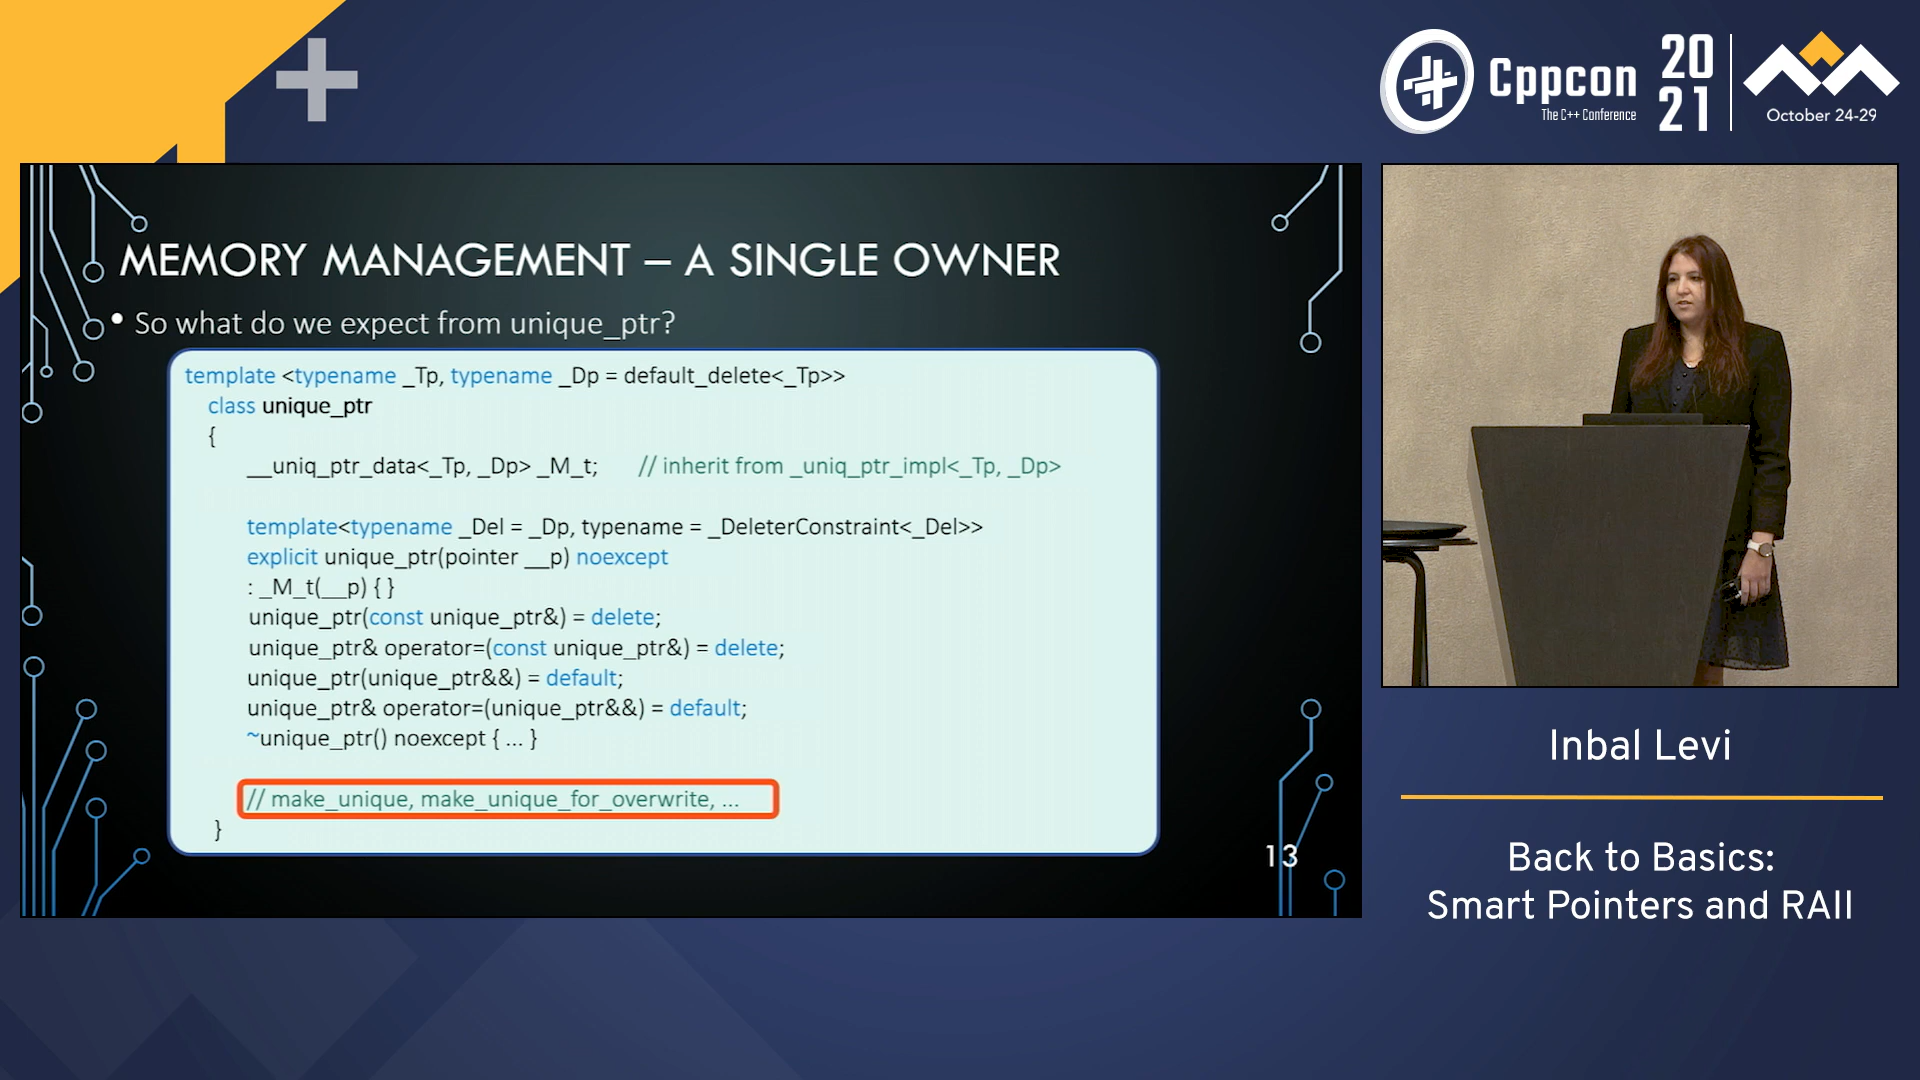 Cppcon
The C++ Conference
20
21
October 24-29
MEMORY MANAGEMENT – A SINGLE OWNER
• So what do we expect from unique_ptr?
template <typename _Tp, typename _Dp = default_delete<_Tp>>
class unique_ptr
{
__uniq_ptr_data<_Tp, _Dp> _M_t; // inherit from _uniq_ptr_impl<_Tp, _Dp>
template<typename _Del = _Dp, typename = _DeleterConstraint<_Del>>
explicit unique_ptr(pointer __p) noexcept
: _M_t(__p) { }
unique_ptr(const unique_ptr&) = delete;
unique_ptr& operator=(const unique_ptr&) = delete;
unique_ptr(unique_ptr&&) = default;
unique_ptr& operator=(unique_ptr&&) = default;
~unique_ptr() noexcept { ... }
// make_unique, make_unique_for_overwrite, ...
}
13
Inbal Levi
Back to Basics:
Smart Pointers and RAII